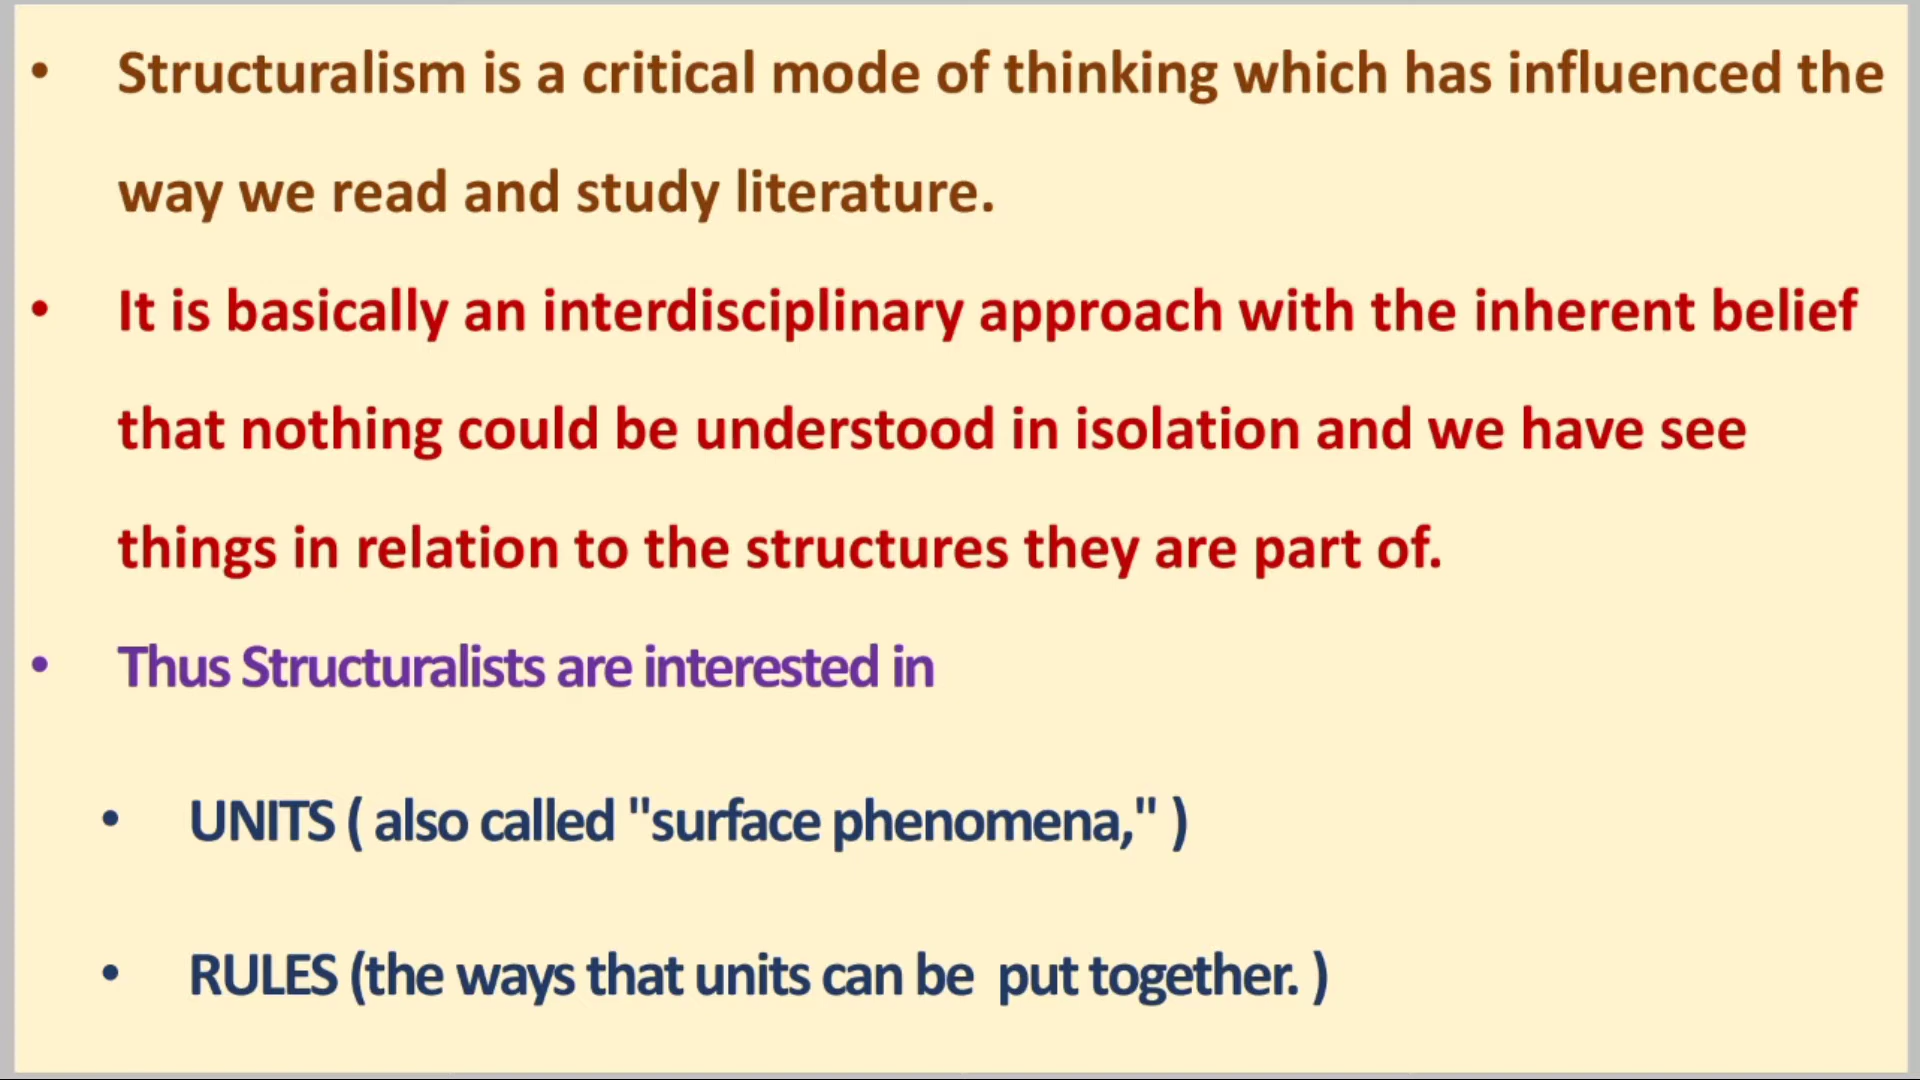 • Structuralism is a critical mode of thinking which has influenced the
way we read and study literature.
• It is basically an interdisciplinary approach with the inherent belief
that nothing could be understood in isolation and we have see
things in relation to the structures they are part of.
• Thus Structuralists are interested in
• UNITS ( also called "surface phenomena," )
• RULES (the ways that units can be  put together. )